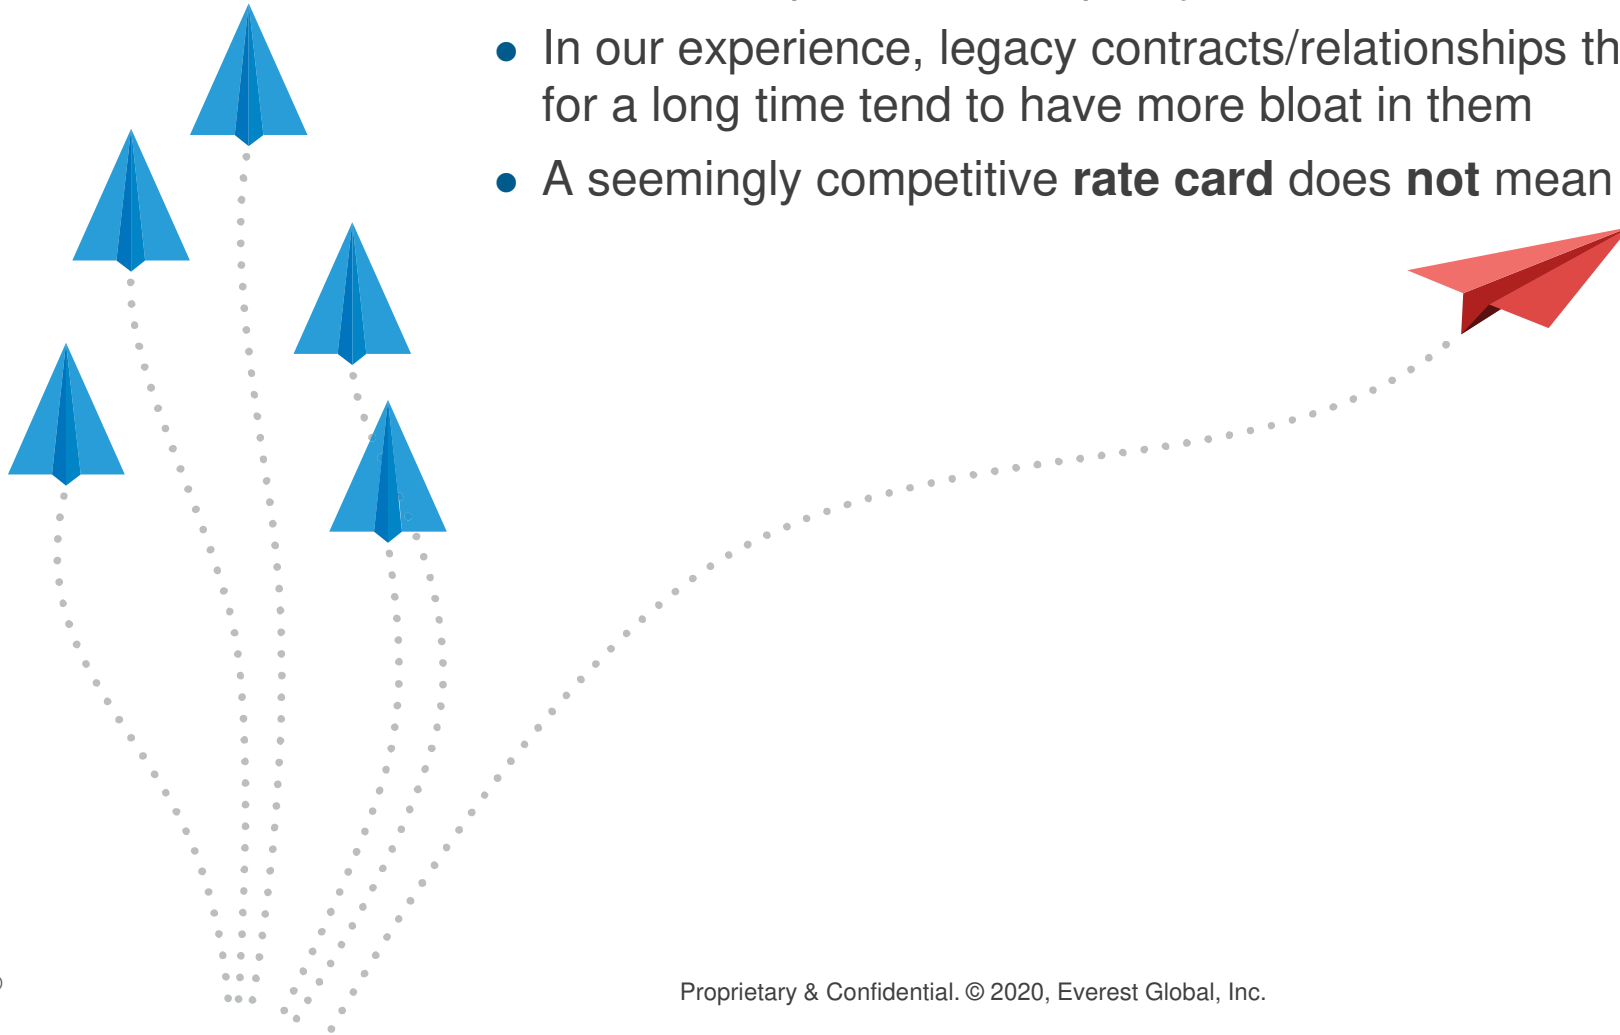 • In our experience, legacy contracts/relationships th
for a long time tend to have more bloat in them
• A seemingly competitive rate card does not mean
Proprietary & Confidential. © 2020, Everest Global, Inc.